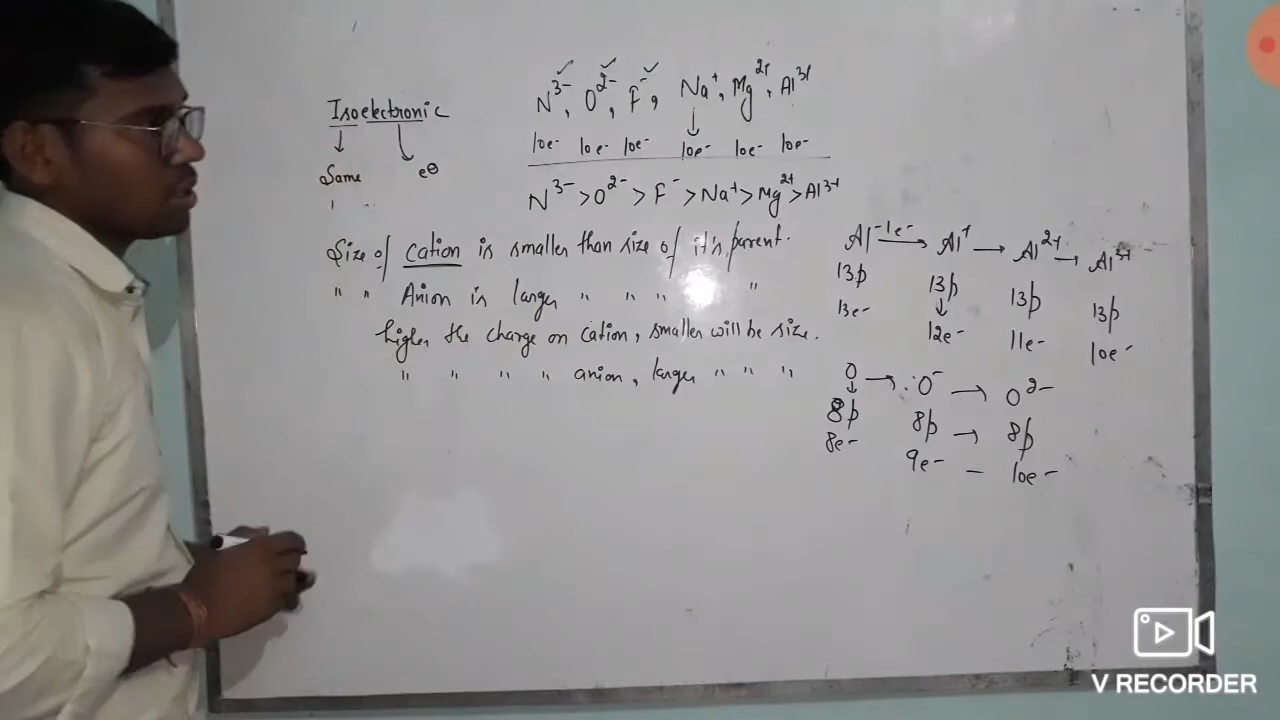 Isoelectronic
Same
e⊖
N³⁻, O²⁻, F⁻, Na⁺, Mg²⁺, Al³⁺
10e- 10e- 10e- 10e- 10e- 10e-
N³⁻ > O²⁻ > F⁻ > Na⁺ > Mg²⁺ > Al³⁺
Size of cation is smaller than size of it's parent.
" " Anion is larger " " " "
higher the charge on cation, smaller will be size.
" " " " anion, larger " " "
Al -1e-→ Al⁺ → Al²⁺ → Al³⁺
13p 13p 13p 13p
13e- 12e- 11e- 10e-
O → O⁻ → O²⁻
8p 8p → 8p
8e- 9e- – 10e-
V RECORDER